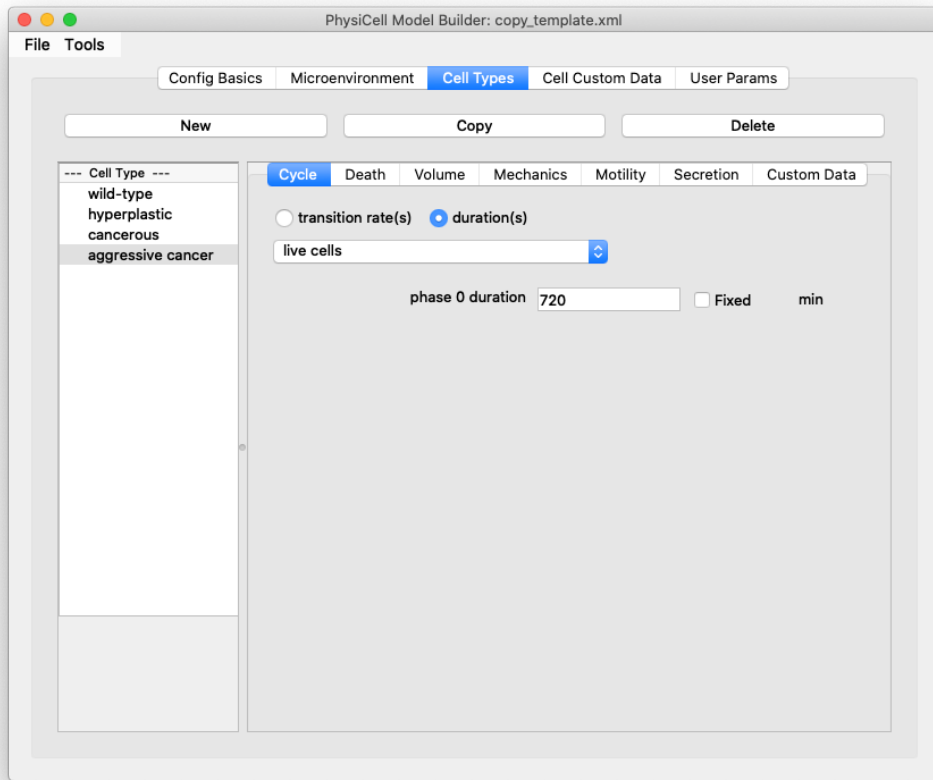 PhysiCell Model Builder: copy_template.xml
File Tools
Config Basics Microenvironment Cell Types Cell Custom Data User Params
New Copy Delete
--- Cell Type ---
wild-type
hyperplastic
cancerous
aggressive cancer
Cycle Death Volume Mechanics Motility Secretion Custom Data
transition rate(s) duration(s)
live cells
phase 0 duration 720 Fixed min